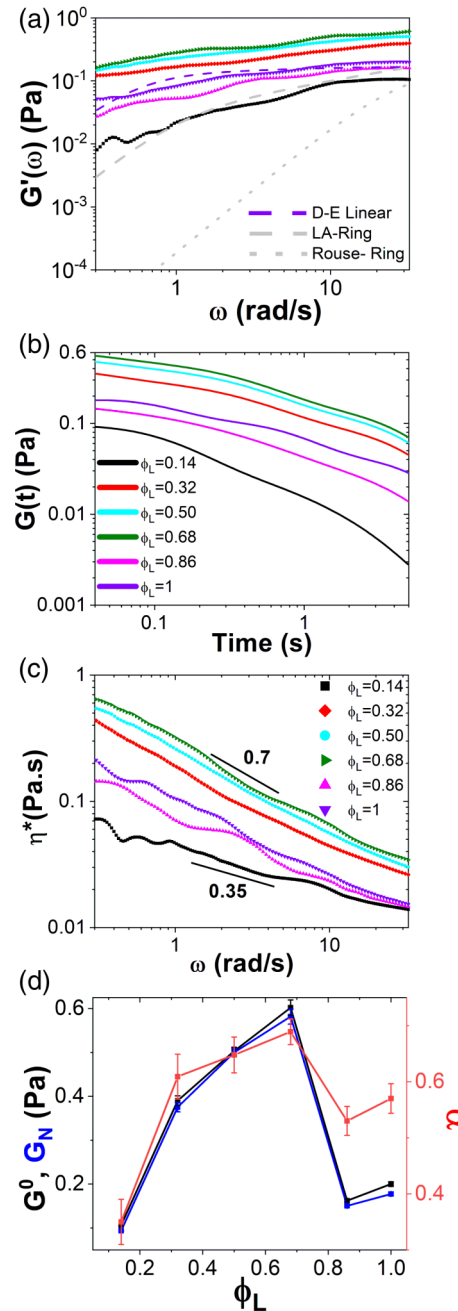 (a)
10⁰
10⁻¹
10⁻²
10⁻³
10⁻⁴
G'(ω) (Pa)
D-E Linear
LA-Ring
Rouse- Ring
1
10
ω (rad/s)
(b)
0.6
0.1
0.01
0.001
G(t) (Pa)
ϕL=0.14
ϕL=0.32
ϕL=0.50
ϕL=0.68
ϕL=0.86
ϕL=1
0.1
1
Time (s)
(c)
1
0.1
0.01
η*(Pa.s)
ϕL=0.14
ϕL=0.32
ϕL=0.50
ϕL=0.68
ϕL=0.86
ϕL=1
0.7
0.35
1
10
ω (rad/s)
(d)
0.6
0.4
0.2
G⁰, GN (Pa)
0.6
0.4
α
0.2 0.4 0.6 0.8 1.0
ϕL